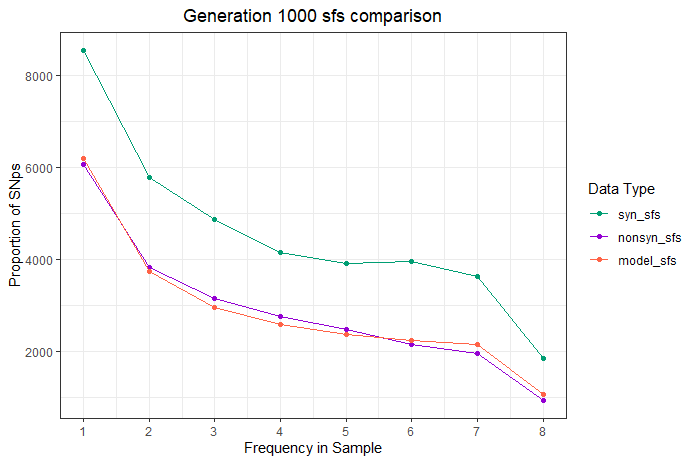 Generation 1000 sfs comparison
Proportion of SNps
8000
6000
4000
2000
1 2 3 4 5 6 7 8
Frequency in Sample
Data Type
syn_sfs
nonsyn_sfs
model_sfs